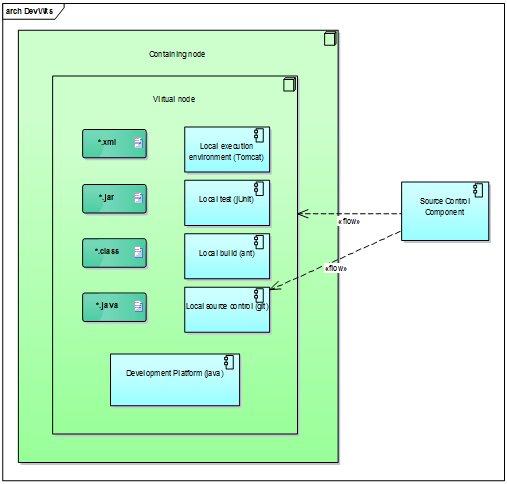 arch DevWks
Containing node
Virtual node
*.xml
Local execution
environment (Tomcat)
*.jar
Local test (jUnit)
Source Control
Component
«flow»
*.class
Local build (ant)
«flow»
*.java
Local source control (git)
Development Platform (java)